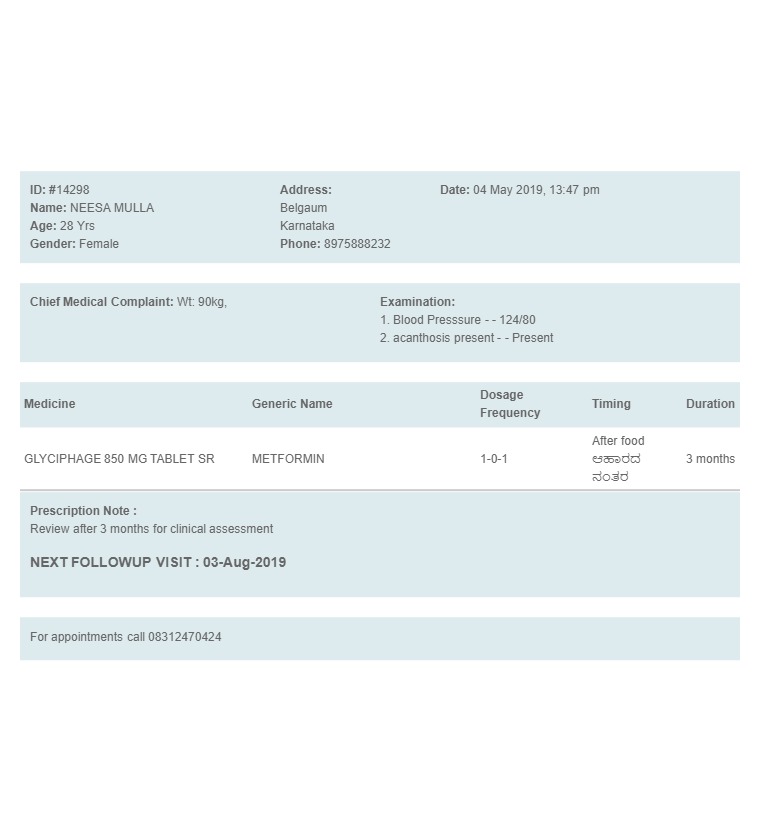 ID: #14298
Name: NEESA MULLA
Age: 28 Yrs
Gender: Female
Address:
Belgaum
Karnataka
Phone: 8975888232
Date: 04 May 2019, 13:47 pm
Chief Medical Complaint: Wt: 90kg,
Examination:
1. Blood Presssure - - 124/80
2. acanthosis present - - Present
Medicine Generic Name Dosage Frequency Timing Duration
GLYCIPHAGE 850 MG TABLET SR METFORMIN 1-0-1 After food ಆಹಾರದ ನಂತರ 3 months
Prescription Note :
Review after 3 months for clinical assessment
NEXT FOLLOWUP VISIT : 03-Aug-2019
For appointments call 08312470424